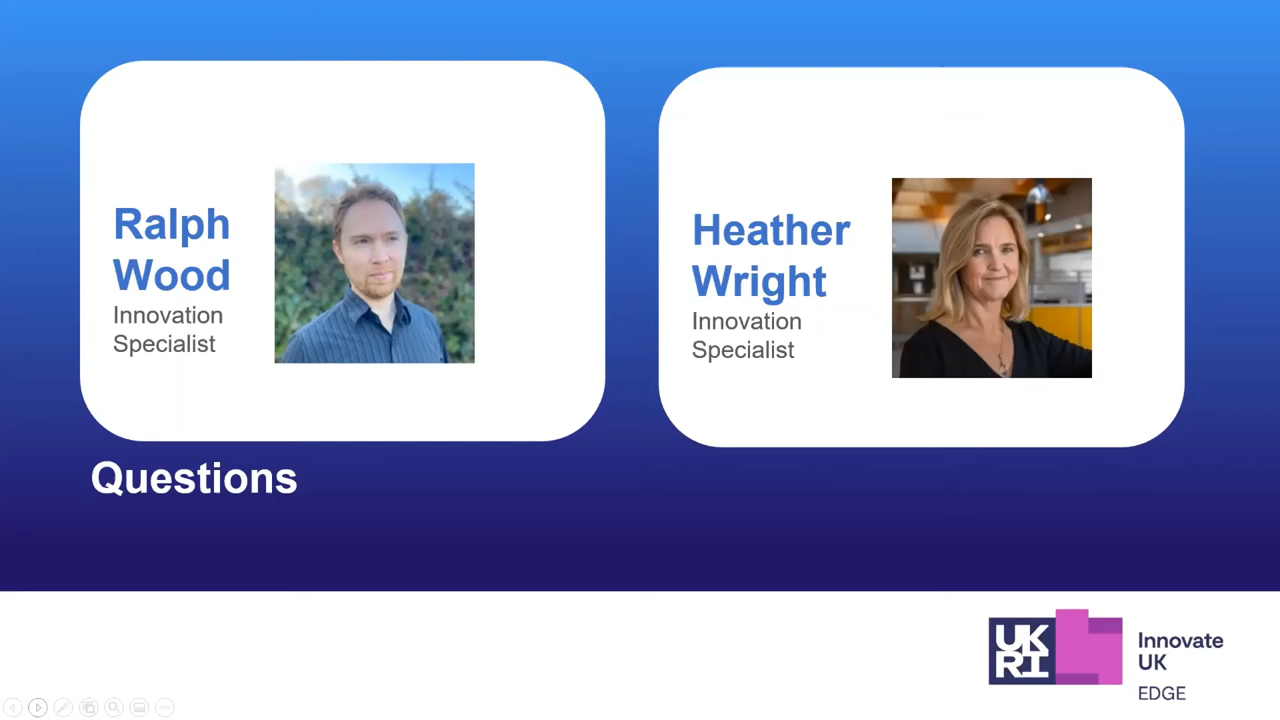 Ralph
Wood
Innovation
Specialist
Heather
Wright
Innovation
Specialist
Questions
UK
RI
Innovate
UK
EDGE